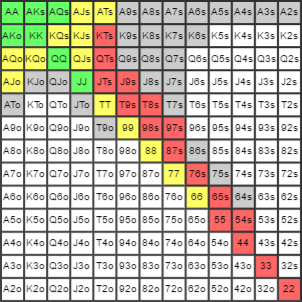 AA AKs AQs AJs ATs A9s A8s A7s A6s A5s A4s A3s A2s
AKo KK KQs KJs KTs K9s K8s K7s K6s K5s K4s K3s K2s
AQo KQo QQ QJs QTs Q9s Q8s Q7s Q6s Q5s Q4s Q3s Q2s
AJo KJo QJo JJ JTs J9s J8s J7s J6s J5s J4s J3s J2s
ATo KTo QTo JTo TT T9s T8s T7s T6s T5s T4s T3s T2s
A9o K9o Q9o J9o T9o 99 98s 97s 96s 95s 94s 93s 92s
A8o K8o Q8o J8o T8o 98o 88 87s 86s 85s 84s 83s 82s
A7o K7o Q7o J7o T7o 97o 87o 77 76s 75s 74s 73s 72s
A6o K6o Q6o J6o T6o 96o 86o 76o 66 65s 64s 63s 62s
A5o K5o Q5o J5o T5o 95o 85o 75o 65o 55 54s 53s 52s
A4o K4o Q4o J4o T4o 94o 84o 74o 64o 54o 44 43s 42s
A3o K3o Q3o J3o T3o 93o 83o 73o 63o 53o 43o 33 32s
A2o K2o Q2o J2o T2o 92o 82o 72o 62o 52o 42o 32o 22